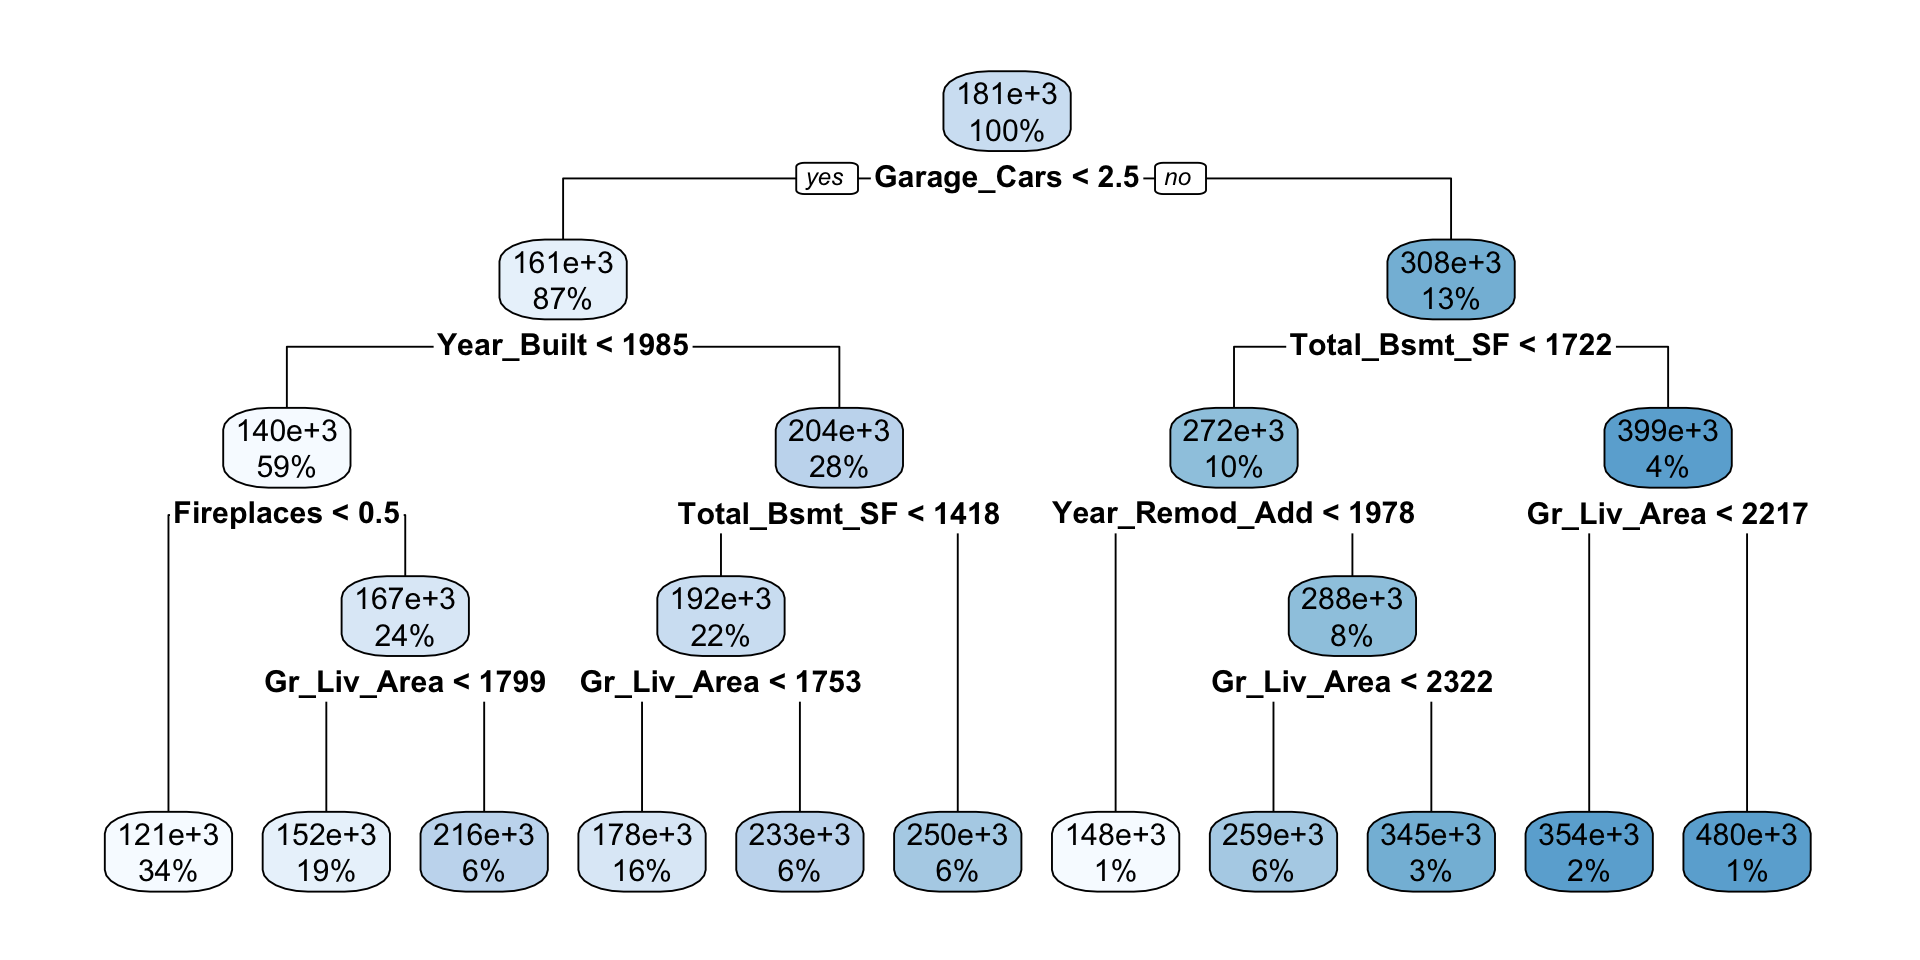 181e+3
100%
yes
Garage_Cars < 2.5
no
161e+3
87%
308e+3
13%
Year_Built < 1985
Total_Bsmt_SF < 1722
140e+3
59%
204e+3
28%
272e+3
10%
399e+3
4%
Fireplaces < 0.5
Total_Bsmt_SF < 1418
Year_Remod_Add < 1978
Gr_Liv_Area < 2217
167e+3
24%
192e+3
22%
288e+3
8%
Gr_Liv_Area < 1799
Gr_Liv_Area < 1753
Gr_Liv_Area < 2322
121e+3
34%
152e+3
19%
216e+3
6%
178e+3
16%
233e+3
6%
250e+3
6%
148e+3
1%
259e+3
6%
345e+3
3%
354e+3
2%
480e+3
1%